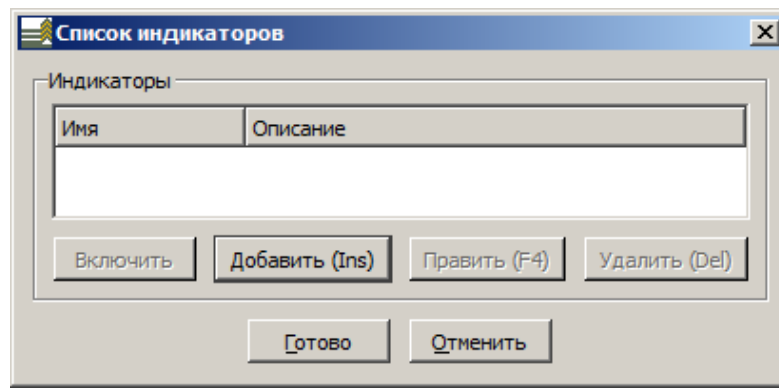 Список индикаторов
Индикаторы
Имя Описание
Включить Добавить (Ins) Править (F4) Удалить (Del)
Готово Отменить